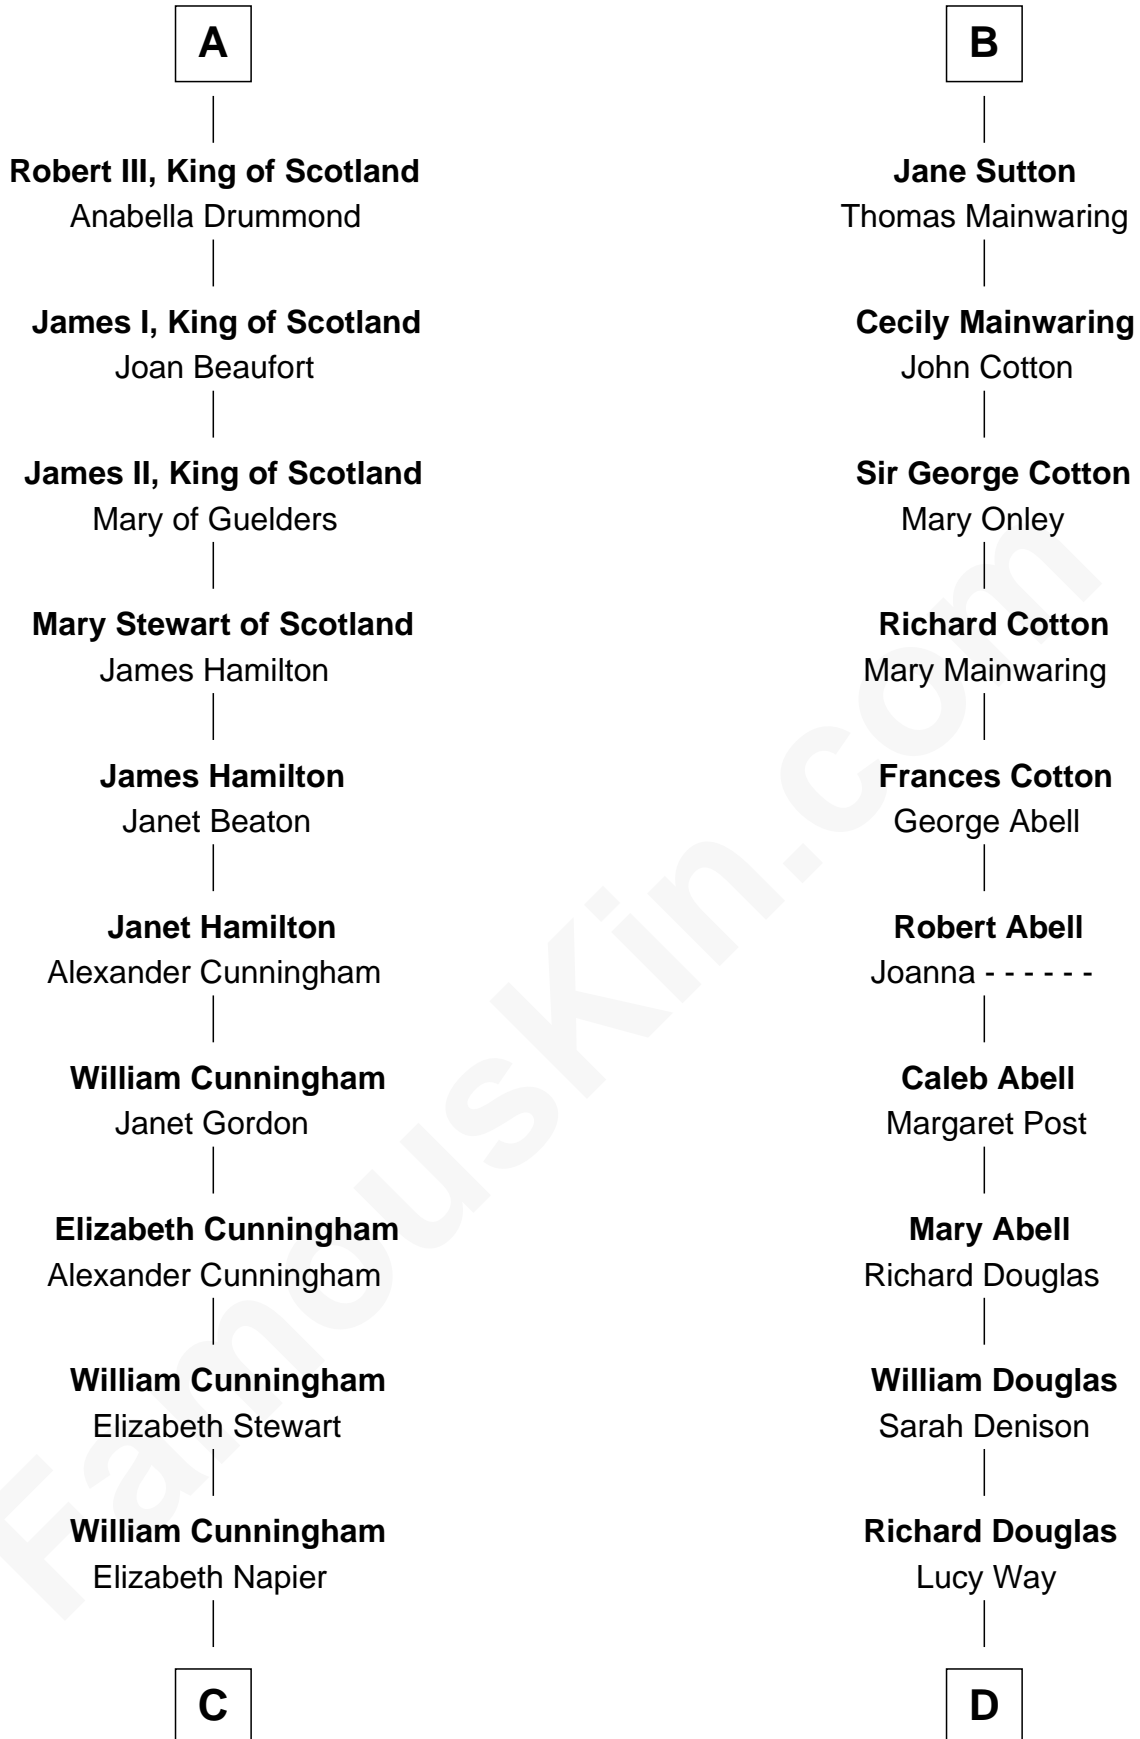 A
Robert III, King of Scotland
Anabella Drummond
James I, King of Scotland
Joan Beaufort
James II, King of Scotland
Mary of Guelders
Mary Stewart of Scotland
James Hamilton
James Hamilton
Janet Beaton
Janet Hamilton
Alexander Cunningham
William Cunningham
Janet Gordon
Elizabeth Cunningham
Alexander Cunningham
William Cunningham
Elizabeth Stewart
William Cunningham
Elizabeth Napier
C
B
Jane Sutton
Thomas Mainwaring
Cecily Mainwaring
John Cotton
Sir George Cotton
Mary Onley
Richard Cotton
Mary Mainwaring
Frances Cotton
George Abell
Robert Abell
Joanna - - - - - -
Caleb Abell
Margaret Post
Mary Abell
Richard Douglas
William Douglas
Sarah Denison
Richard Douglas
Lucy Way
D
FamousKin.com